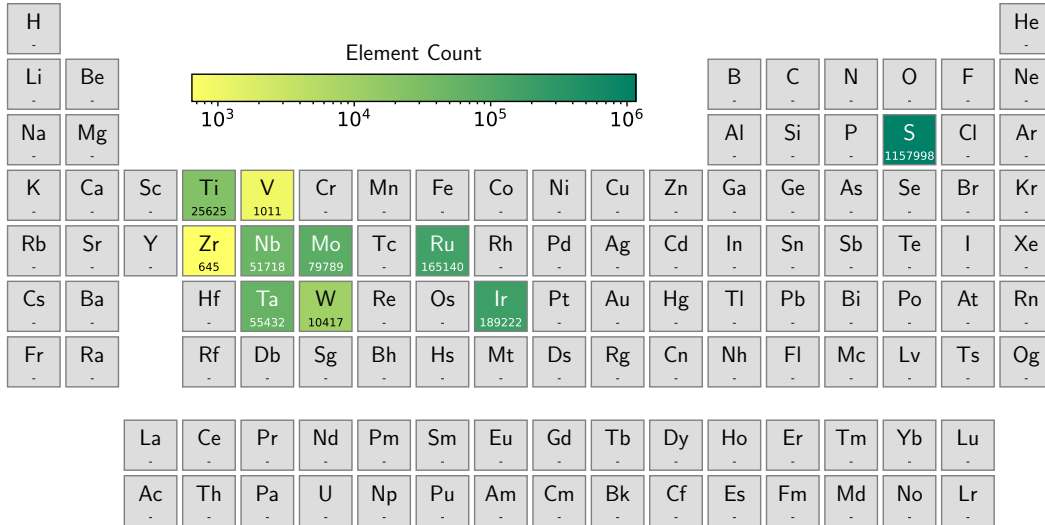 H He
- -
Element Count
Li Be B C N O F Ne
- - - - - - - -
10³ 10⁴ 10⁵ 10⁶
Na Mg Al Si P S Cl Ar
- - - - - 1157998 - -
K Ca Sc Ti V Cr Mn Fe Co Ni Cu Zn Ga Ge As Se Br Kr
- - - 25625 1011 - - - - - - - - - - - - -
Rb Sr Y Zr Nb Mo Tc Ru Rh Pd Ag Cd In Sn Sb Te I Xe
- - - 645 51718 79789 - 165140 - - - - - - - - - -
Cs Ba Hf Ta W Re Os Ir Pt Au Hg Tl Pb Bi Po At Rn
- - - 55432 10417 - - 189222 - - - - - - - - -
Fr Ra Rf Db Sg Bh Hs Mt Ds Rg Cn Nh Fl Mc Lv Ts Og
- - - - - - - - - - - - - - - - -
La Ce Pr Nd Pm Sm Eu Gd Tb Dy Ho Er Tm Yb Lu
- - - - - - - - - - - - - - -
Ac Th Pa U Np Pu Am Cm Bk Cf Es Fm Md No Lr
- - - - - - - - - - - - - - -